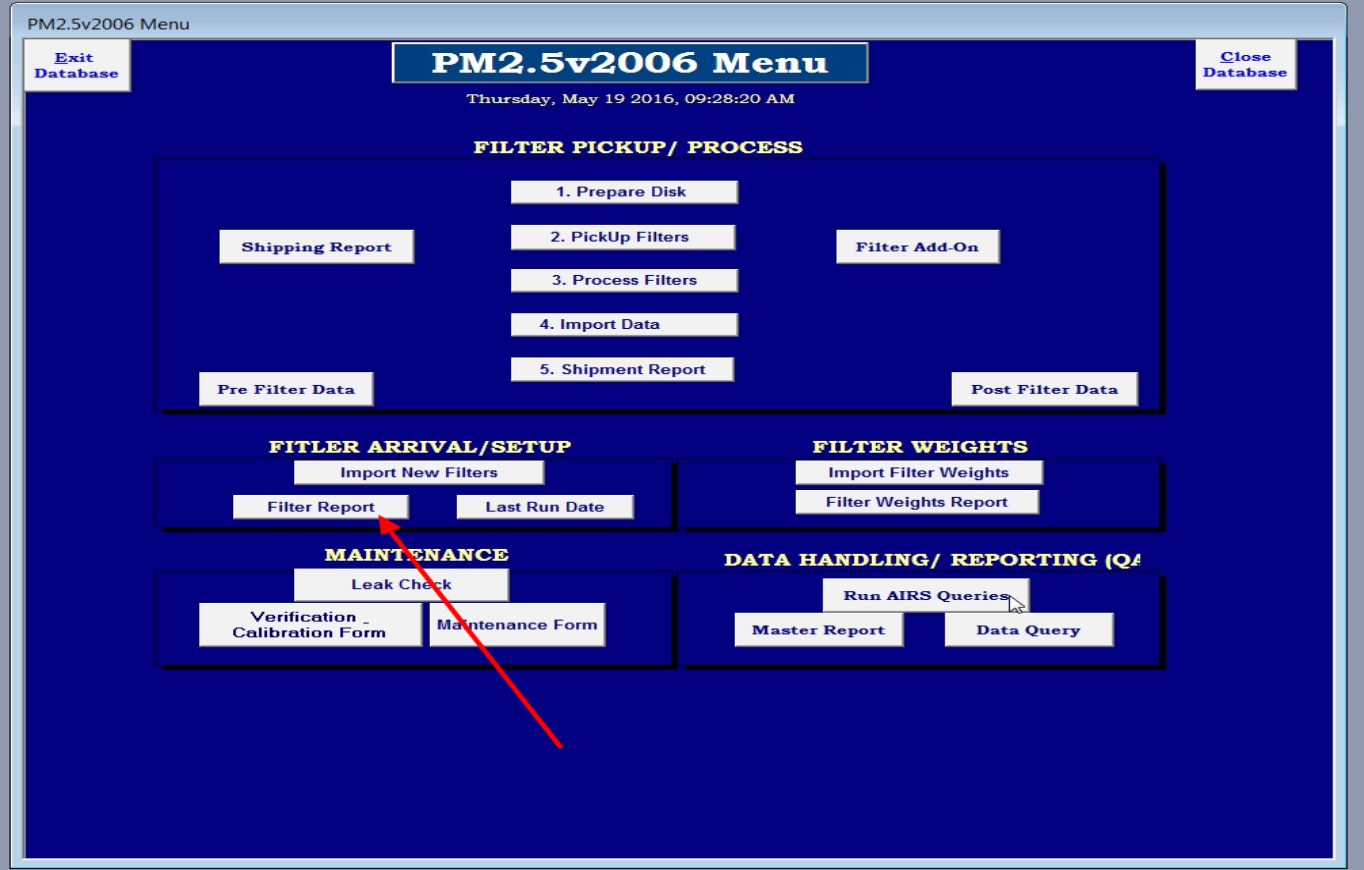 PM2.5v2006 Menu
Exit
Database
PM2.5v2006 Menu
Close
Database
Thursday, May 19 2016, 09:28:20 AM
FILTER PICKUP/ PROCESS
1. Prepare Disk
Shipping Report
2. PickUp Filters
Filter Add-On
3. Process Filters
4. Import Data
5. Shipment Report
Pre Filter Data
Post Filter Data
FITLER ARRIVAL/SETUP
Import New Filters
Filter Report
Last Run Date
FILTER WEIGHTS
Import Filter Weights
Filter Weights Report
MAINTENANCE
Leak Check
Verification _
Calibration Form
Maintenance Form
DATA HANDLING/ REPORTING (QA
Run AIRS Queries
Master Report
Data Query